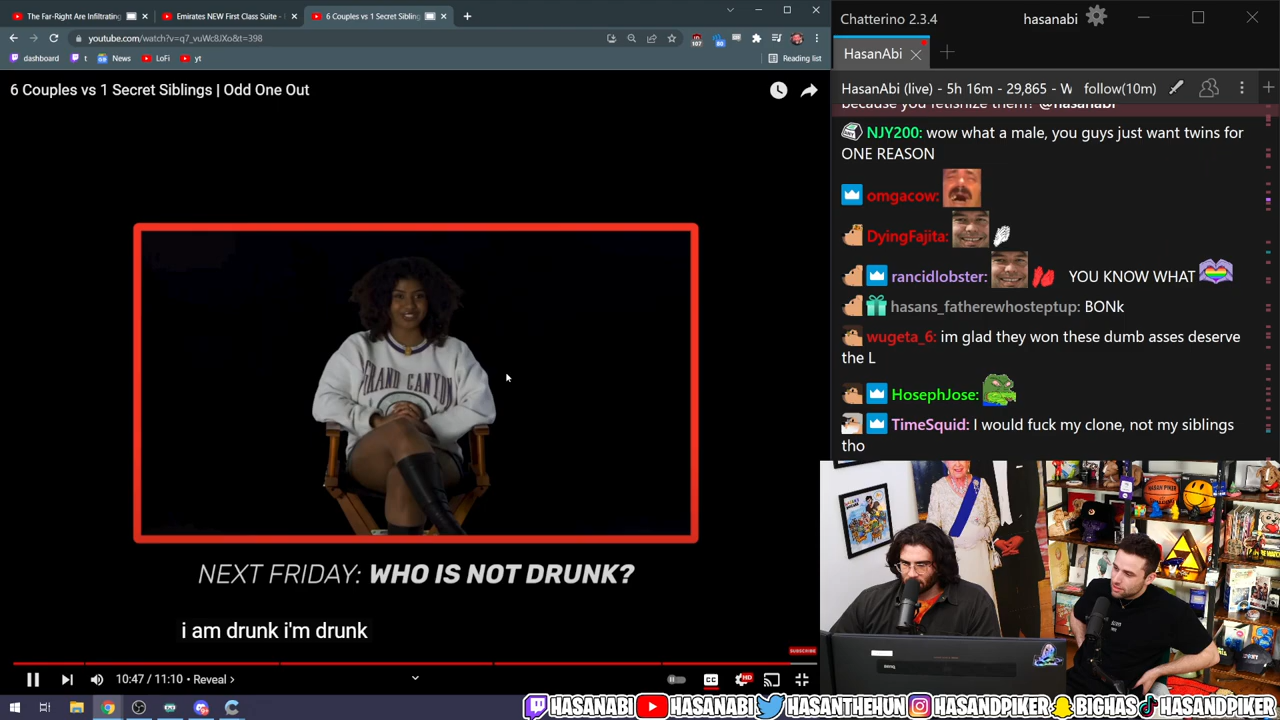 The Far-Right Are Infiltrating
Emirates NEW First Class Suite -
6 Couples vs 1 Secret Sibling
youtube.com/watch?v=q7_vuWc8JXo&t=398
107
80
dashboard
t
News
LoFi
yt
Reading list
6 Couples vs 1 Secret Siblings | Odd One Out
GRAND CANYON
NEXT FRIDAY: WHO IS NOT DRUNK?
i am drunk i'm drunk
SUBSCRIBE
10:47 / 11:10 • Reveal >
CC
HD
Chatterino 2.3.4
hasanabi
HasanAbi
HasanAbi (live) - 5h 16m - 29,865 - W
follow(10m)
because you fetishize them? @hasanabi
NJY200: wow what a male, you guys just want twins for
ONE REASON
omgacow:
DyingFajita:
rancidlobster: YOU KNOW WHAT
hasans_fatherewhosteptup: BONk
wugeta_6: im glad they won these dumb asses deserve
the L
HosephJose:
TimeSquid: I would fuck my clone, not my siblings
tho
HASANABI HASANABI HASANTHEHUN HASANDPIKER BIGHAS HASANDPIKER